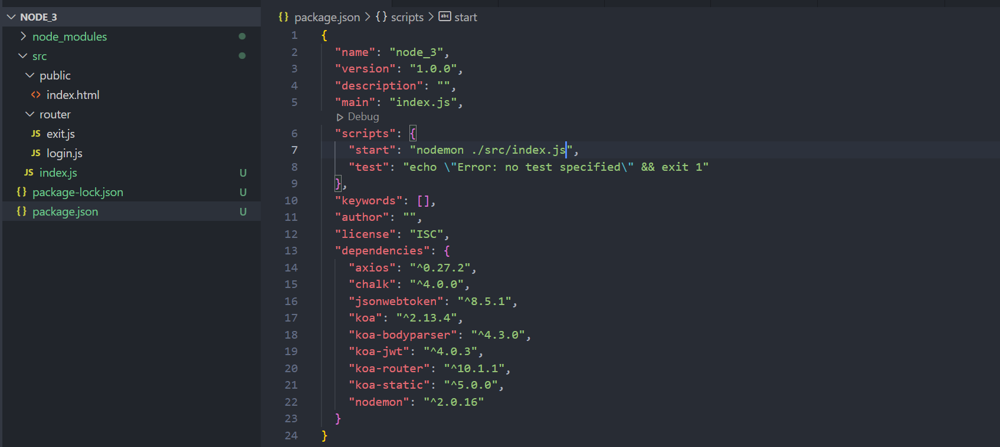 NODE_3
node_modules
src
public
<> index.html
router
JS exit.js
JS login.js
JS index.js U
{} package-lock.json U
{} package.json U
{} package.json > {} scripts > abc start
1 {
2 "name": "node_3",
3 "version": "1.0.0",
4 "description": "",
5 "main": "index.js",
Debug
6 "scripts": {
7 "start": "nodemon ./src/index.js",
8 "test": "echo \"Error: no test specified\" && exit 1"
9 },
10 "keywords": [],
11 "author": "",
12 "license": "ISC",
13 "dependencies": {
14 "axios": "^0.27.2",
15 "chalk": "^4.0.0",
16 "jsonwebtoken": "^8.5.1",
17 "koa": "^2.13.4",
18 "koa-bodyparser": "^4.3.0",
19 "koa-jwt": "^4.0.3",
20 "koa-router": "^10.1.1",
21 "koa-static": "^5.0.0",
22 "nodemon": "^2.0.16"
23 }
24 }